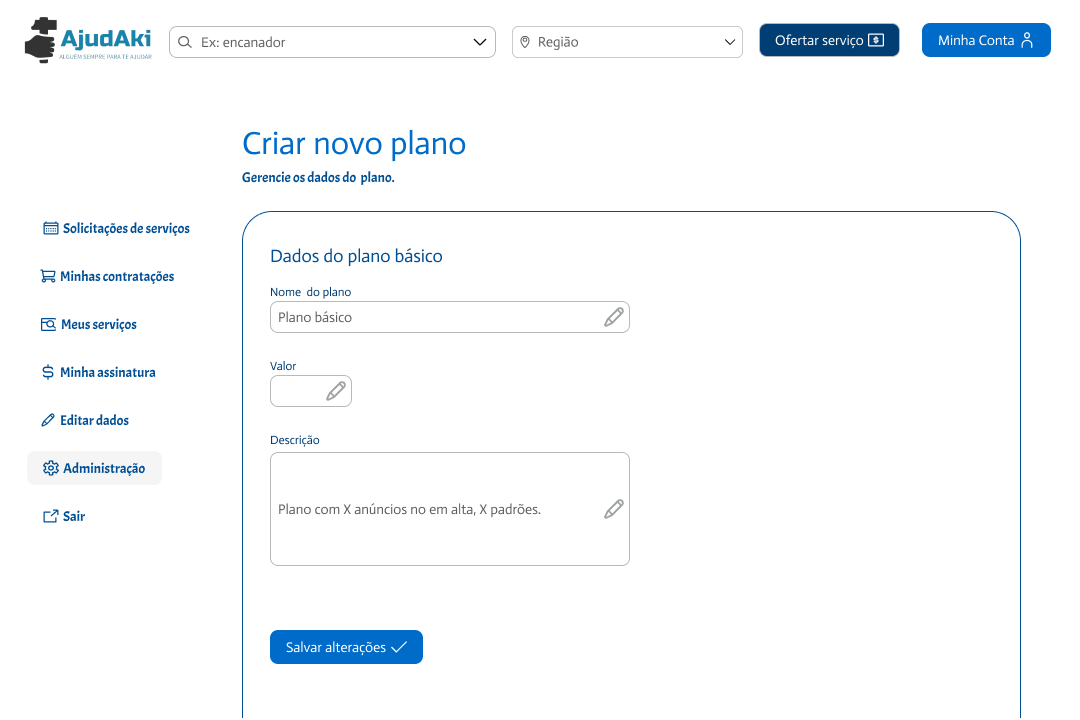 AjudAki
ALGUÉM SEMPRE PARA TE AJUDAR
Ex: encanador
Região
Ofertar serviço
Minha Conta
Criar novo plano
Gerencie os dados do plano.
Solicitações de serviços
Minhas contratações
Meus serviços
Minha assinatura
Editar dados
Administração
Sair
Dados do plano básico
Nome do plano
Plano básico
Valor
Descrição
Plano com X anúncios no em alta, X padrões.
Salvar alterações